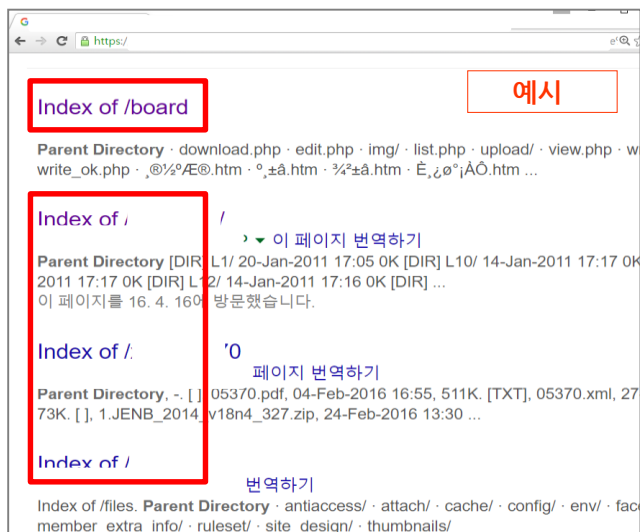 https:/
예시
Index of /board
Parent Directory · download.php · edit.php · img/ · list.php · upload/ · view.php ·
write_ok.php · ¸®½ºÆ®.htm · º¸±â.htm · ¾²±â.htm · È¸¿ø°¡ÀÔ.htm ...
Index of / /
이 페이지 번역하기
Parent Directory [DIR] L1/ 20-Jan-2011 17:05 0K [DIR] L10/ 14-Jan-2011 17:17 0K
2011 17:17 0K [DIR] L12/ 14-Jan-2011 17:16 0K [DIR] ...
이 페이지를 16. 4. 16에 방문했습니다.
Index of /
페이지 번역하기
Parent Directory, -. [ ], 05370.pdf, 04-Feb-2016 16:55, 511K. [TXT], 05370.xml, 27
73K. [ ], 1.JENB_2014_v18n4_327.zip, 24-Feb-2016 13:30 ...
Index of /
번역하기
Index of /files. Parent Directory · antiaccess/ · attach/ · cache/ · config/ · env/ ·
member_extra_info/ · ruleset/ · site_design/ · thumbnails/